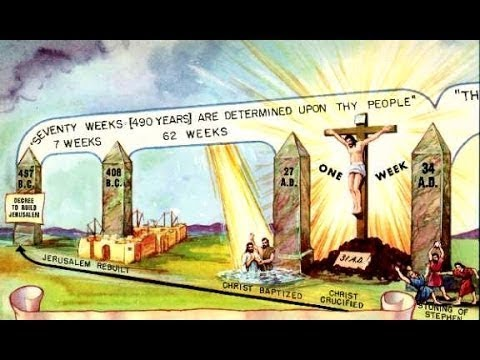 "SEVENTY WEEKS [490 YEARS] ARE DETERMINED UPON THY PEOPLE"
"TH
7 WEEKS
62 WEEKS
457
B.C.
408
B.C.
27
A.D.
ONE WEEK
34
A.D.
DECREE
TO BUILD
JERUSALEM
31 A.D.
JERUSALEM REBUILT
CHRIST BAPTIZED
CHRIST
CRUCIFIED
STONING OF
STEPHEN